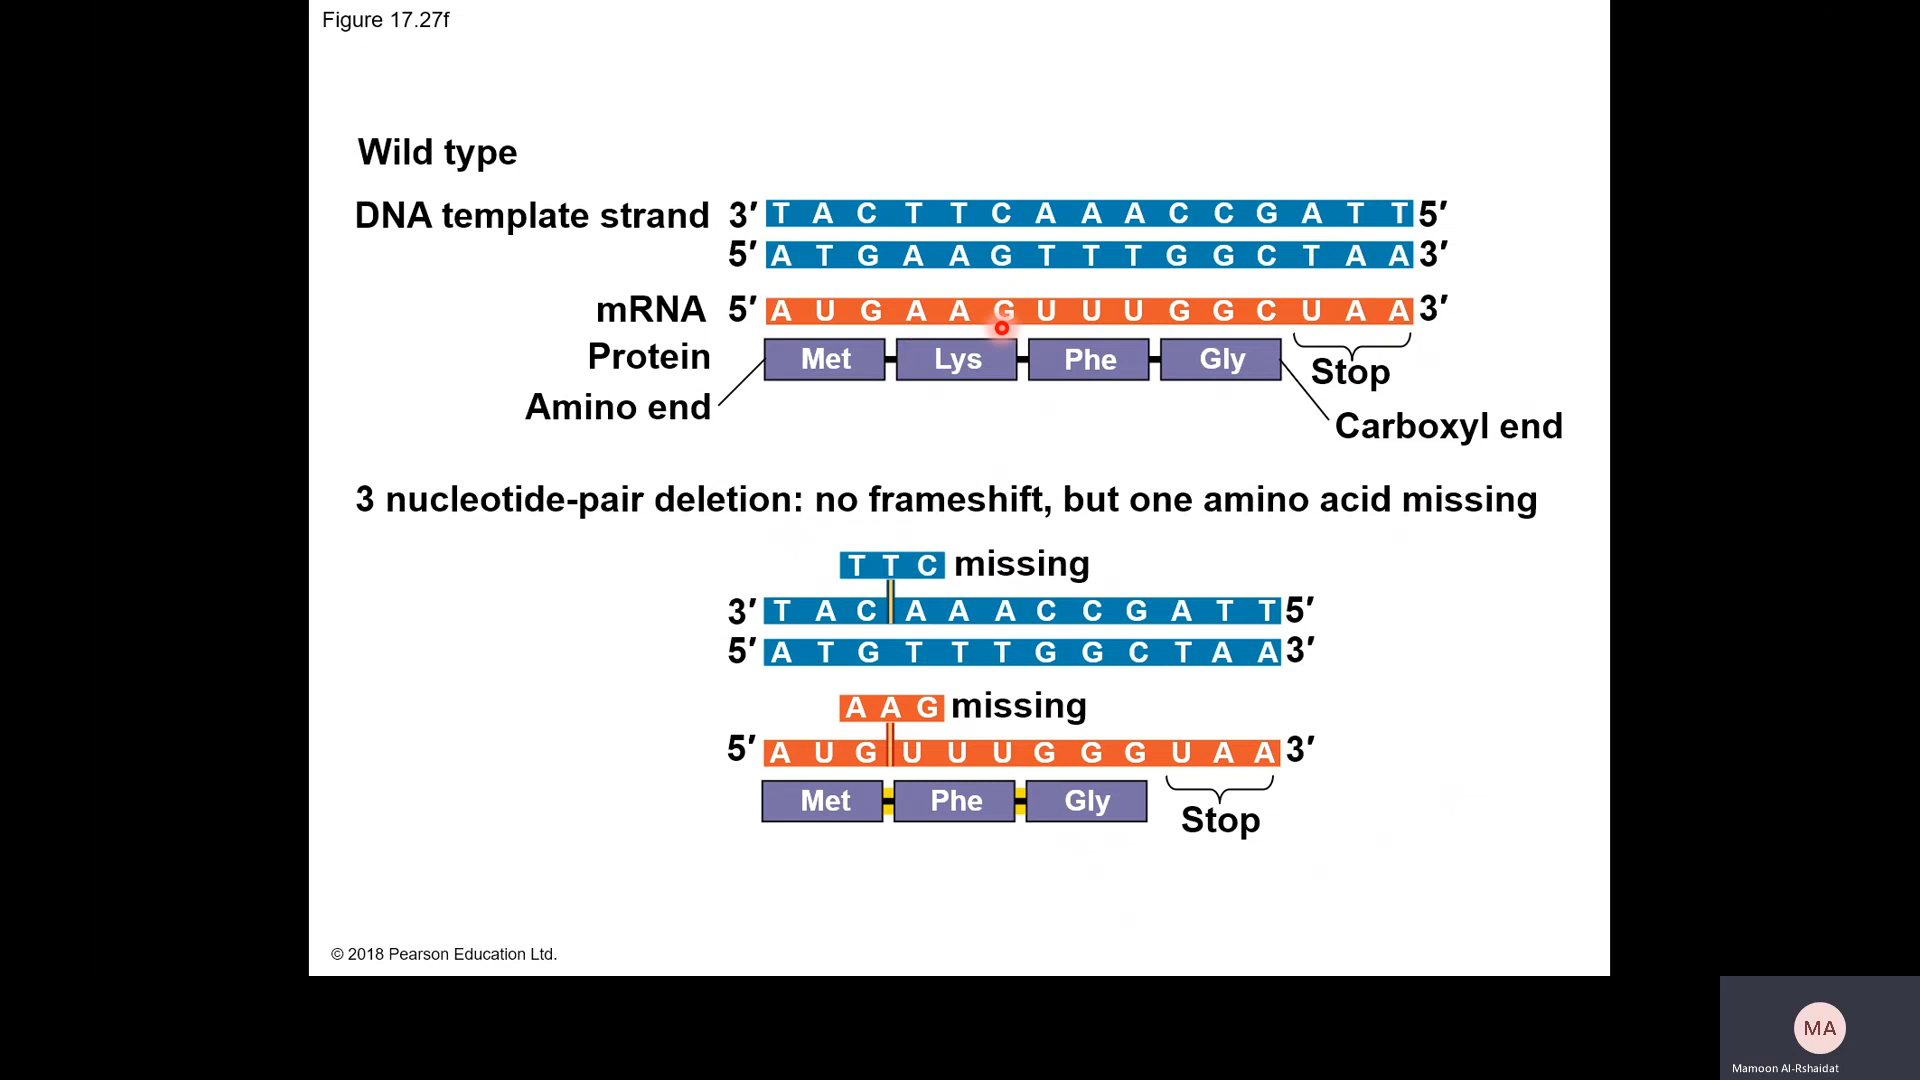 Figure 17.27f
Wild type
DNA template strand 3′ T A C T T C A A A C C G A T T 5′
5′ A T G A A G T T T G G C T A A 3′
mRNA 5′ A U G A A G U U U G G C U A A 3′
Protein Met Lys Phe Gly Stop
Amino end Carboxyl end
3 nucleotide-pair deletion: no frameshift, but one amino acid missing
T T C missing
3′ T A C A A A C C G A T T 5′
5′ A T G T T T G G C T A A 3′
A A G missing
5′ A U G U U U G G G U A A 3′
Met Phe Gly Stop
© 2018 Pearson Education Ltd.
MA
Mamoon Al-Rshaidat